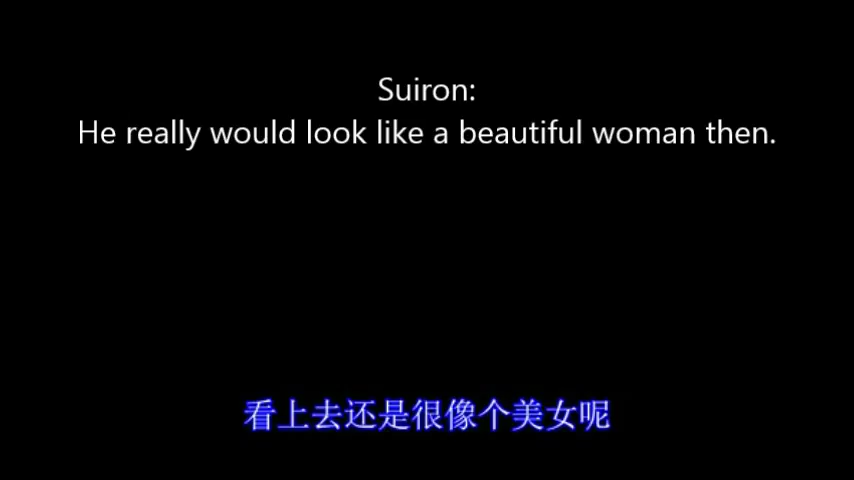 Suiron:
He really would look like a beautiful woman then.
看上去还是很像个美女呢